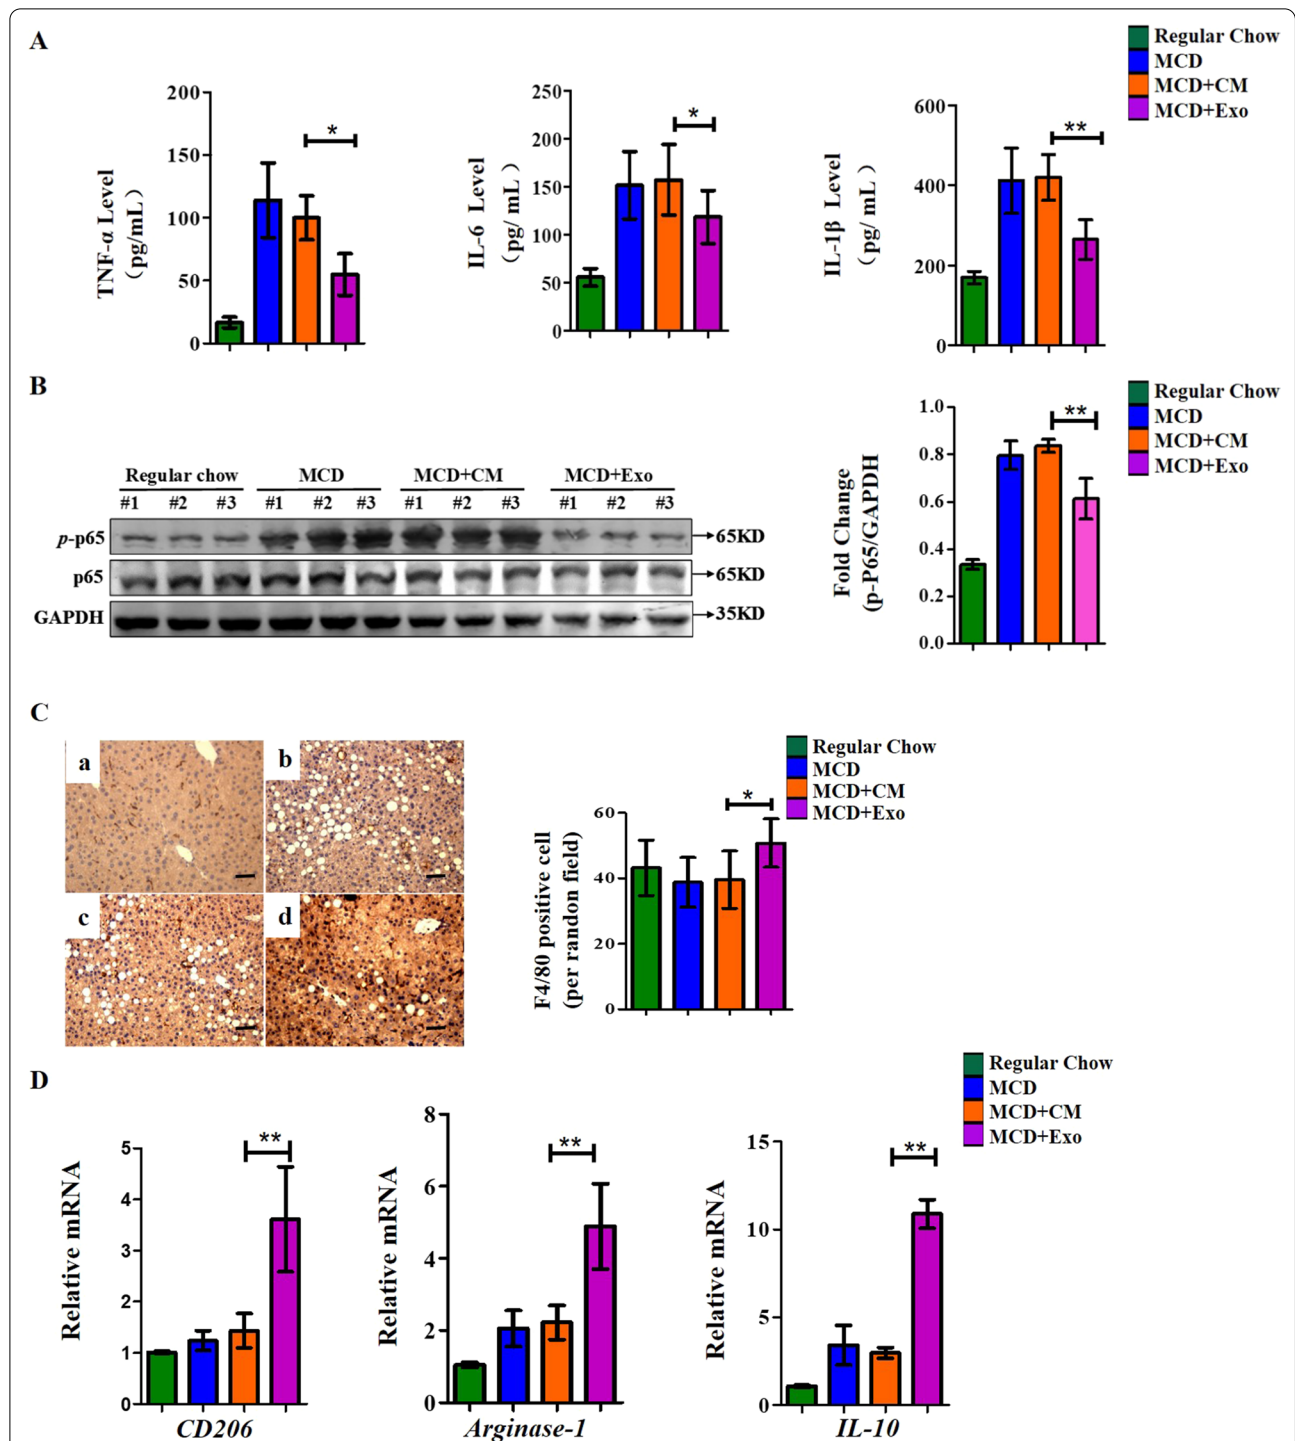 A
Regular Chow
MCD
MCD+CM
MCD+Exo
TNF-α Level
(pg/mL)
200
150
100
50
0
*
IL-6 Level
(pg/ mL )
250
200
150
100
50
0
*
IL-1β Level
(pg/ mL )
600
400
200
0
**
B
Regular chow MCD MCD+CM MCD+Exo
#1 #2 #3 #1 #2 #3 #1 #2 #3 #1 #2 #3
p-p65 65KD
p65 65KD
GAPDH 35KD
Regular Chow
MCD
MCD+CM
MCD+Exo
Fold Change
(p-P65/GAPDH
1.0
0.8
0.6
0.4
0.2
0.0
**
C
a b
c d
Regular Chow
MCD
MCD+CM
MCD+Exo
F4/80 positive cell
(per randon field)
60
40
20
0
*
D
Regular Chow
MCD
MCD+CM
MCD+Exo
Relative mRNA
5
4
3
2
1
0
**
CD206
Relative mRNA
8
6
4
2
0
**
Arginase-1
Relative mRNA
15
10
5
0
**
IL-10